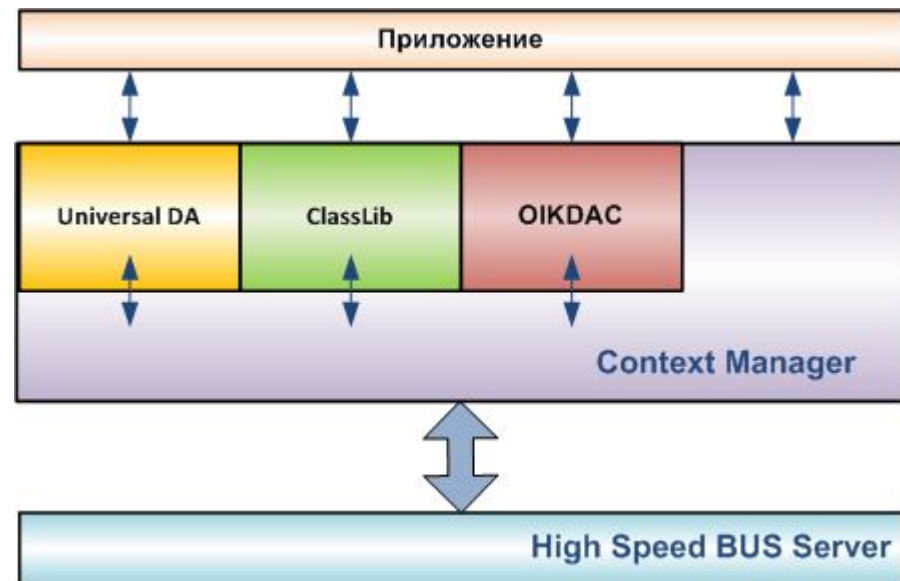 Приложение
Universal DA
ClassLib
OIKDAC
Context Manager
High Speed BUS Server